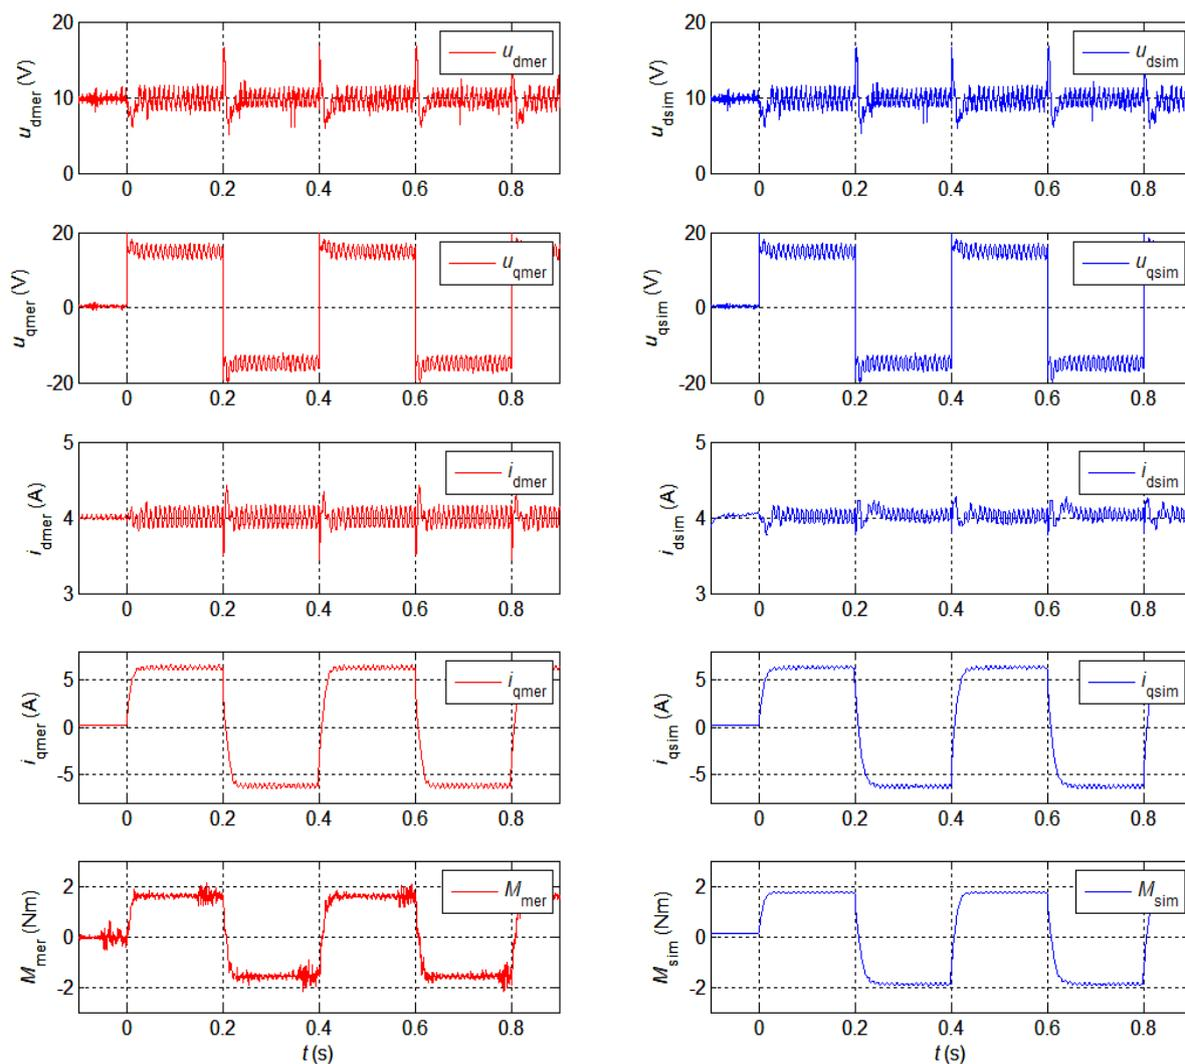 20
10
0
u_dmer (V)
u_dmer
0 0.2 0.4 0.6 0.8
20
10
0
u_dsim (V)
u_dsim
0 0.2 0.4 0.6 0.8
20
0
-20
u_qmer (V)
u_qmer
0 0.2 0.4 0.6 0.8
20
0
-20
u_qsim (V)
u_qsim
0 0.2 0.4 0.6 0.8
5
4
3
i_dmer (A)
i_dmer
0 0.2 0.4 0.6 0.8
5
4
3
i_dsim (A)
i_dsim
0 0.2 0.4 0.6 0.8
5
0
-5
i_qmer (A)
i_qmer
0 0.2 0.4 0.6 0.8
5
0
-5
i_qsim (A)
i_qsim
0 0.2 0.4 0.6 0.8
2
0
-2
M_mer (Nm)
M_mer
0 0.2 0.4 0.6 0.8
t (s)
2
0
-2
M_sim (Nm)
M_sim
0 0.2 0.4 0.6 0.8
t (s)